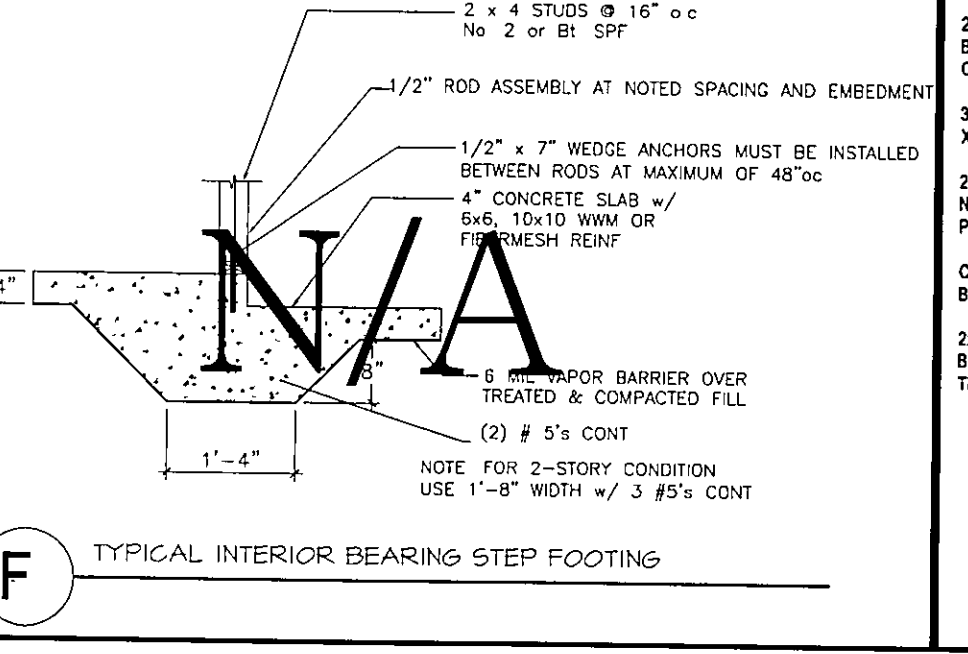 2 x 4 STUDS @ 16" oc
No 2 or Bt SPF
1/2" ROD ASSEMBLY AT NOTED SPACING AND EMBEDMENT
1/2" x 7" WEDGE ANCHORS MUST BE INSTALLED
BETWEEN RODS AT MAXIMUM OF 48"oc
4" CONCRETE SLAB w/
6x6, 10x10 WWM OR
FIBERMESH REINF
N/A
4"
8"
6 MIL VAPOR BARRIER OVER
TREATED & COMPACTED FILL
(2) # 5's CONT
1'-4"
NOTE FOR 2-STORY CONDITION
USE 1'-8" WIDTH w/ 3 #5's CONT
F TYPICAL INTERIOR BEARING STEP FOOTING